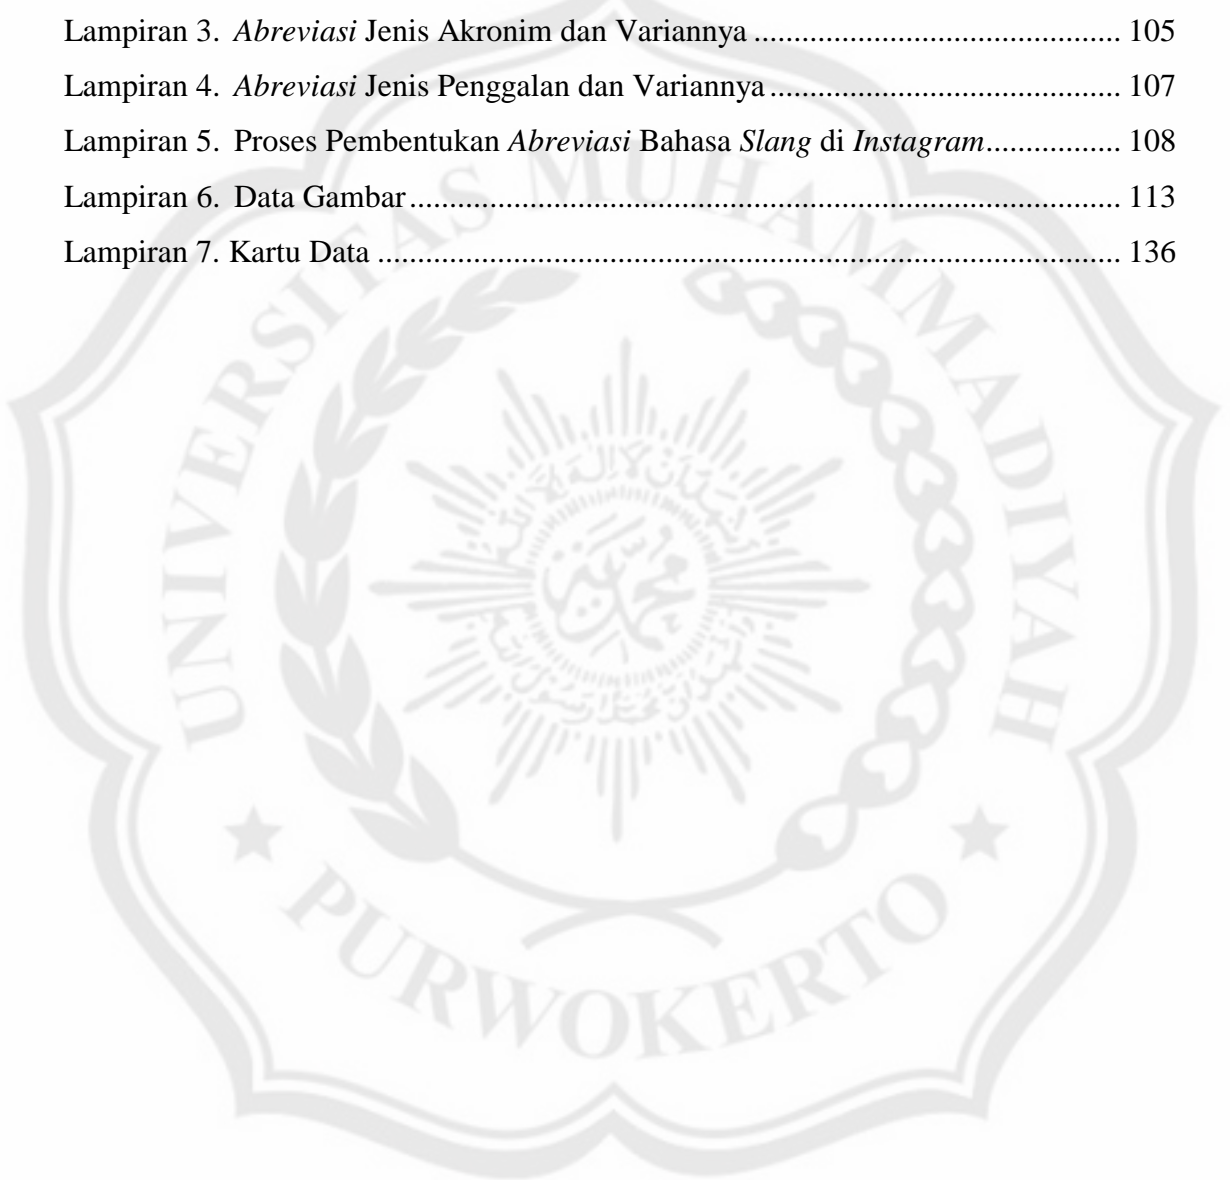 Lampiran 3. Abreviasi Jenis Akronim dan Variannya ............................................. 105
Lampiran 4. Abreviasi Jenis Penggalan dan Variannya ........................................... 107
Lampiran 5. Proses Pembentukan Abreviasi Bahasa Slang di Instagram................. 108
Lampiran 6. Data Gambar ........................................................................................ 113
Lampiran 7. Kartu Data ............................................................................................ 136
UNIVERSITAS MUHAMMADIYAH
PURWOKERTO